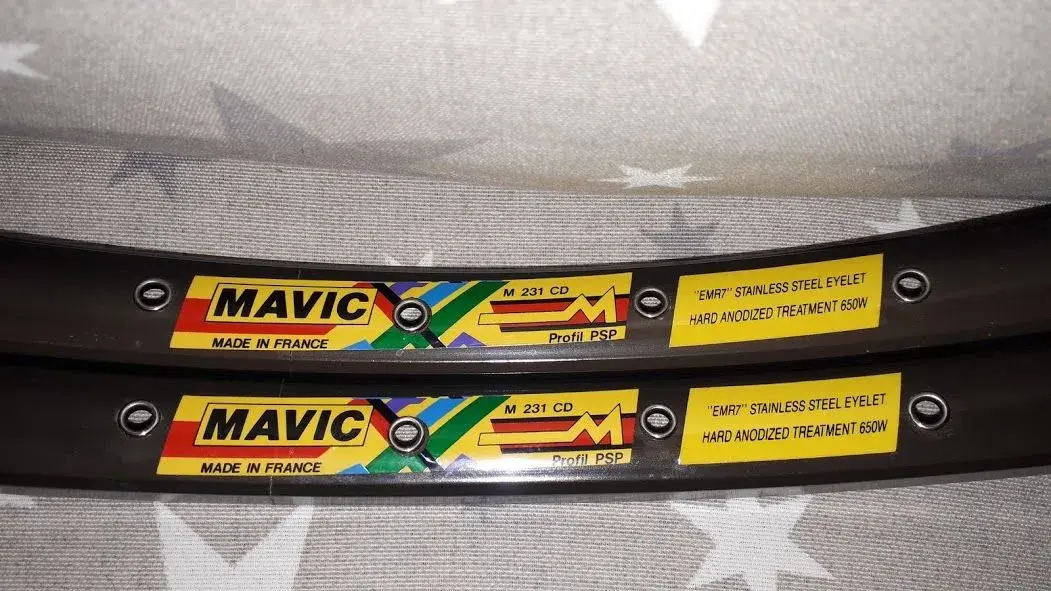 MAVIC
MADE IN FRANCE
M 231 CD
Profil PSP
"EMR7" STAINLESS STEEL EYELET
HARD ANODIZED TREATMENT 650W
MAVIC
MADE IN FRANCE
M 231 CD
Profil PSP
"EMR7" STAINLESS STEEL EYELET
HARD ANODIZED TREATMENT 650W